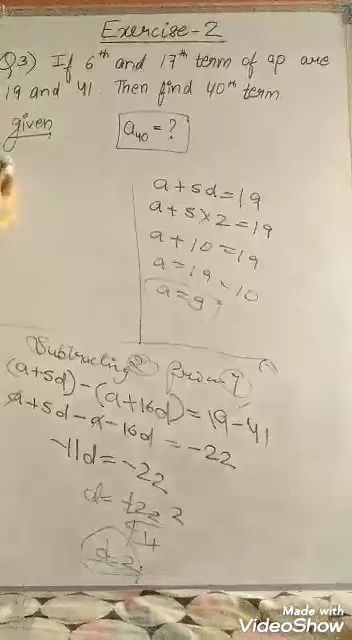 Exercise-2
Q3) If 6th and 17th term of ap are
19 and 41. Then find 40th term
given
a40 = ?
a+5d=19
a+5×2=19
a+10=19
a=19-10
a=9
Subtracting 2 from 1
(a+5d)-(a+16d)=19-41
a+5d-a-16d=-22
-11d=-22
d=
d=2
Made with
VideoShow